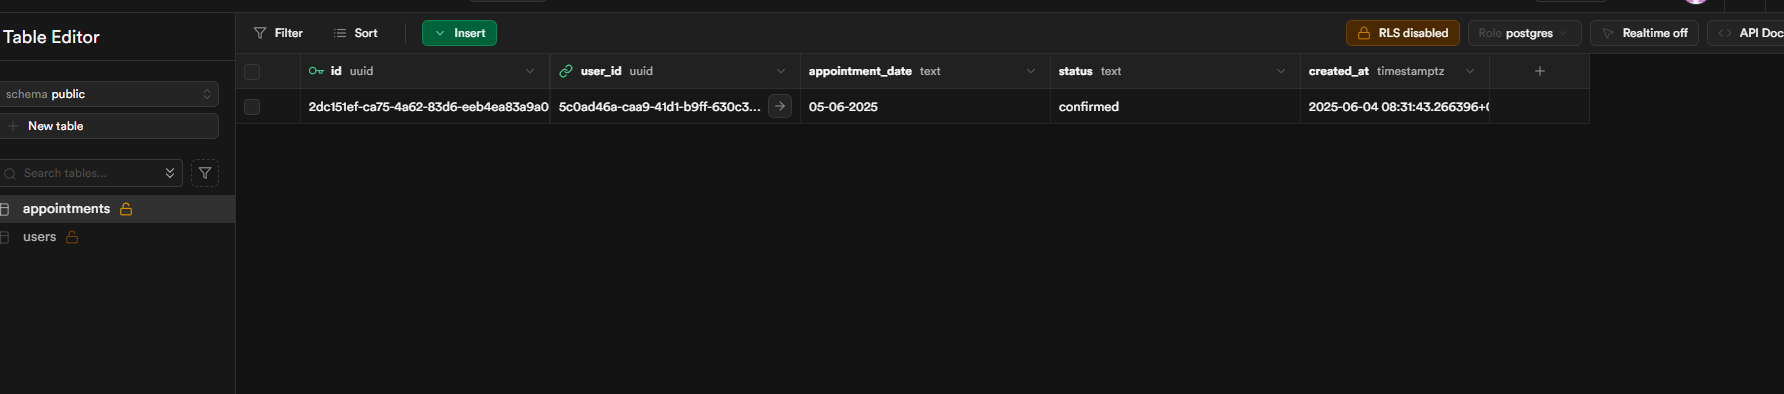 Table Editor
schema public
New table
Search tables...
appointments
users
Filter Sort Insert RLS disabled Role postgres Realtime off API Doc
id uuid user_id uuid appointment_date text status text created_at timestamptz
2dc151ef-ca75-4a62-83d6-eeb4ea83a9a0 5c0ad46a-caa9-41d1-b9ff-630c3... 05-06-2025 confirmed 2025-06-04 08:31:43.266396+0